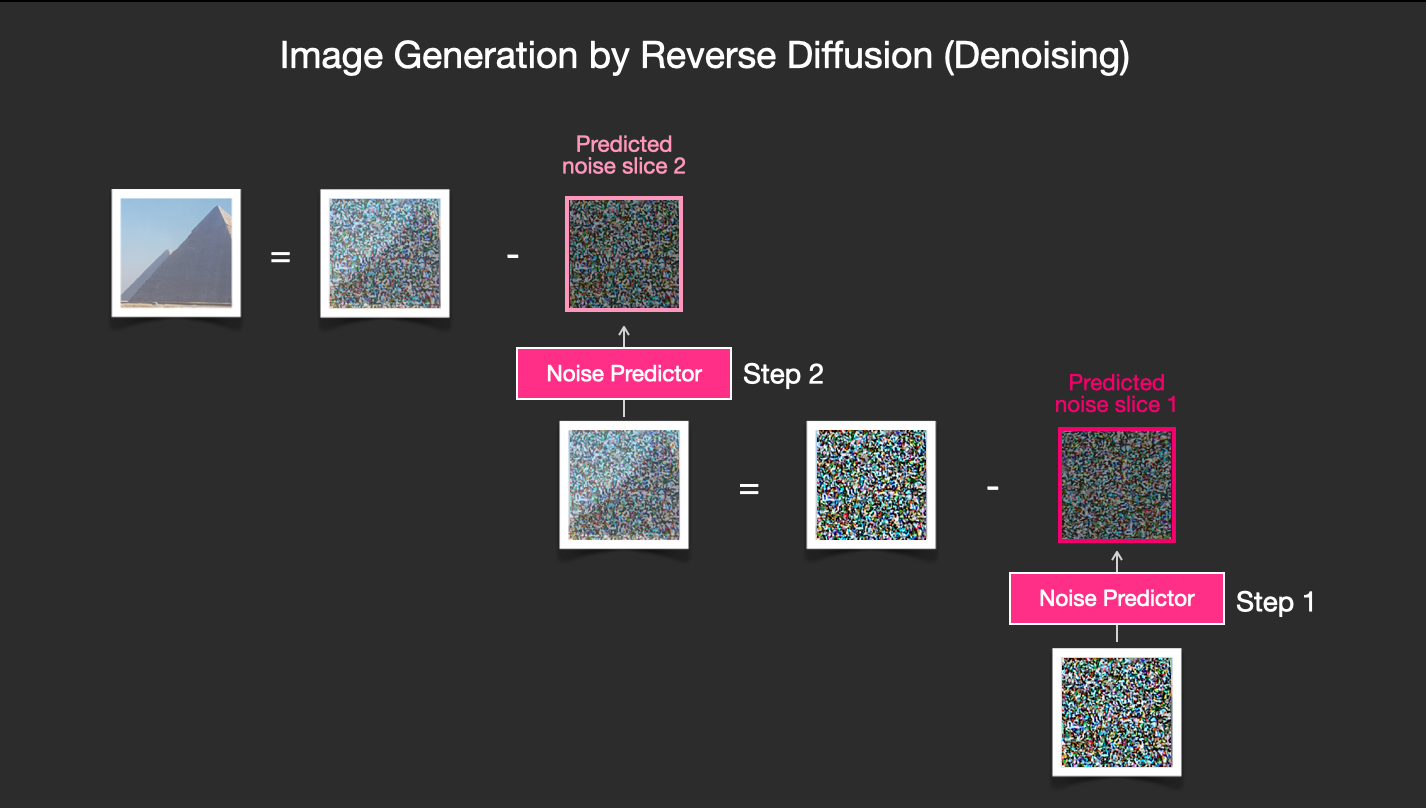 Image Generation by Reverse Diffusion (Denoising)
Predicted
noise slice 2
=
-
Noise Predictor
Step 2
Predicted
noise slice 1
=
-
Noise Predictor
Step 1